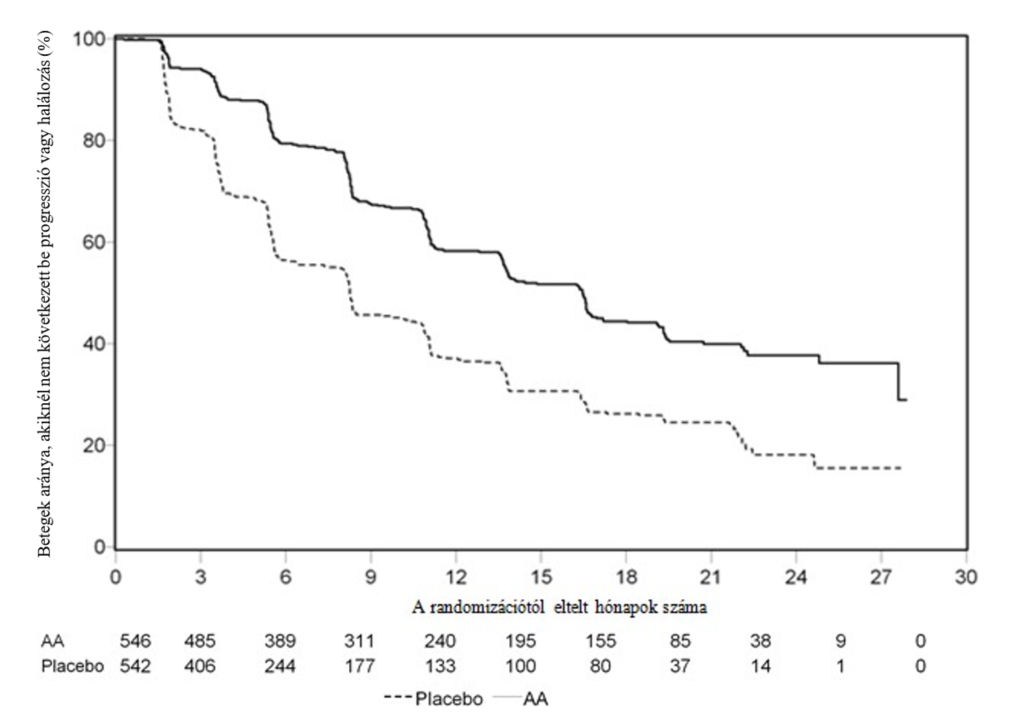 Betegek aránya, akiknél nem következett be progresszió vagy halálozás (%)
100
80
60
40
20
0
0 3 6 9 12 15 18 21 24 27 30
A randomizációtól eltelt hónapok száma
AA 546 485 389 311 240 195 155 85 38 9 0
Placebo 542 406 244 177 133 100 80 37 14 1 0
Placebo AA